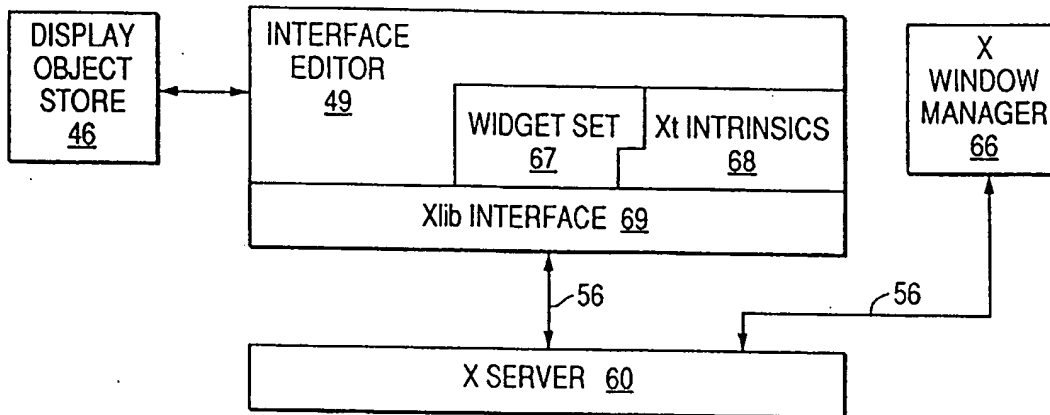 DISPLAY
OBJECT
STORE
46
INTERFACE
EDITOR
49
WIDGET SET
67
Xt INTRINSICS
68
Xlib INTERFACE 69
X
WINDOW
MANAGER
66
56
56
X SERVER 60